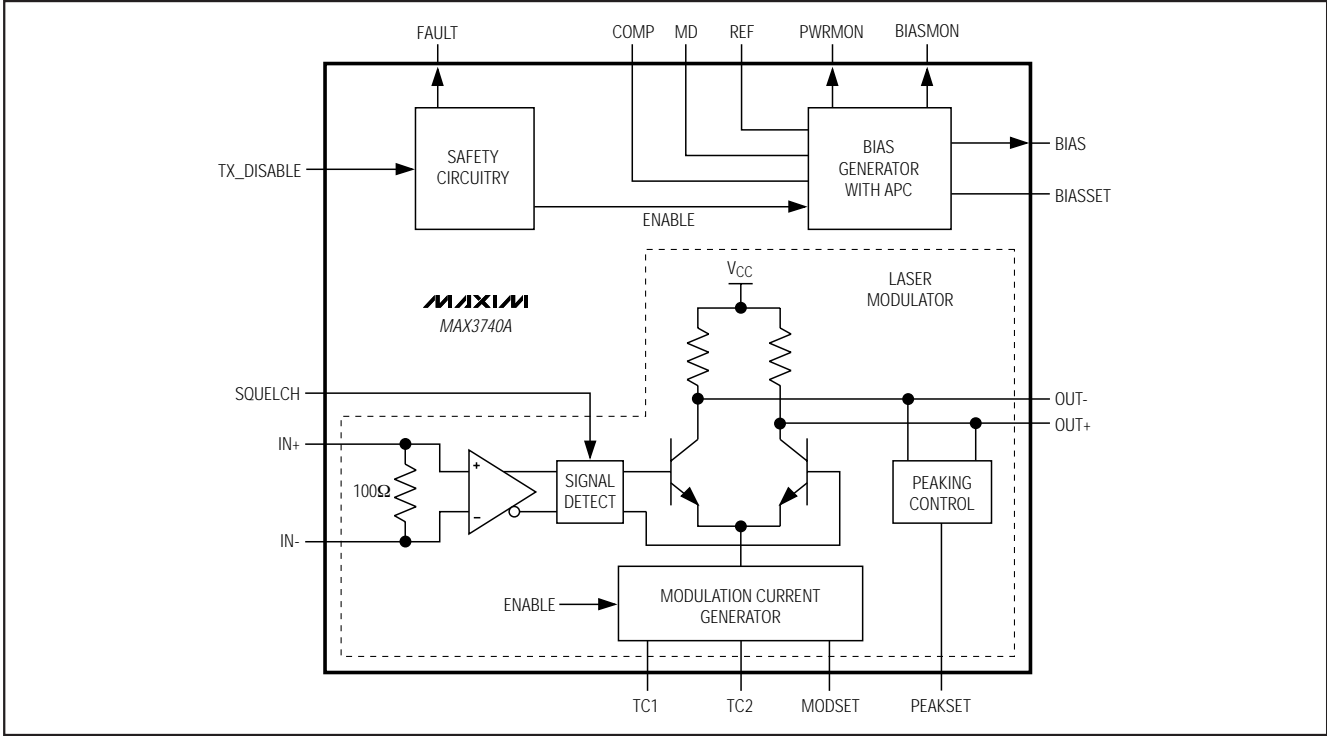 FAULT
COMP
MD
REF
PWRMON
BIASMON
SAFETY
CIRCUITRY
BIAS
GENERATOR
WITH APC
TX_DISABLE
BIAS
BIASSET
ENABLE
VCC
LASER
MODULATOR
MAXIM
MAX3740A
SQUELCH
OUT-
OUT+
IN+
100Ω
+
−
SIGNAL
DETECT
PEAKING
CONTROL
IN-
ENABLE
MODULATION CURRENT
GENERATOR
TC1
TC2
MODSET
PEAKSET